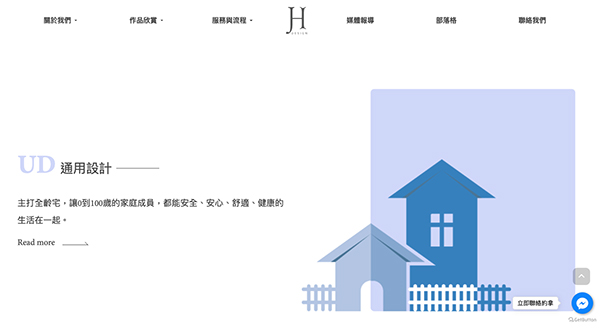 關於我們
作品欣賞
服務與流程
JH
DESIGN
媒體報導
部落格
聯絡我們
UD 通用設計
主打全齡宅，讓0到100歲的家庭成員，都能安全、安心、舒適、健康的
生活在一起。
Read more
立即聯絡約拿
GetButton